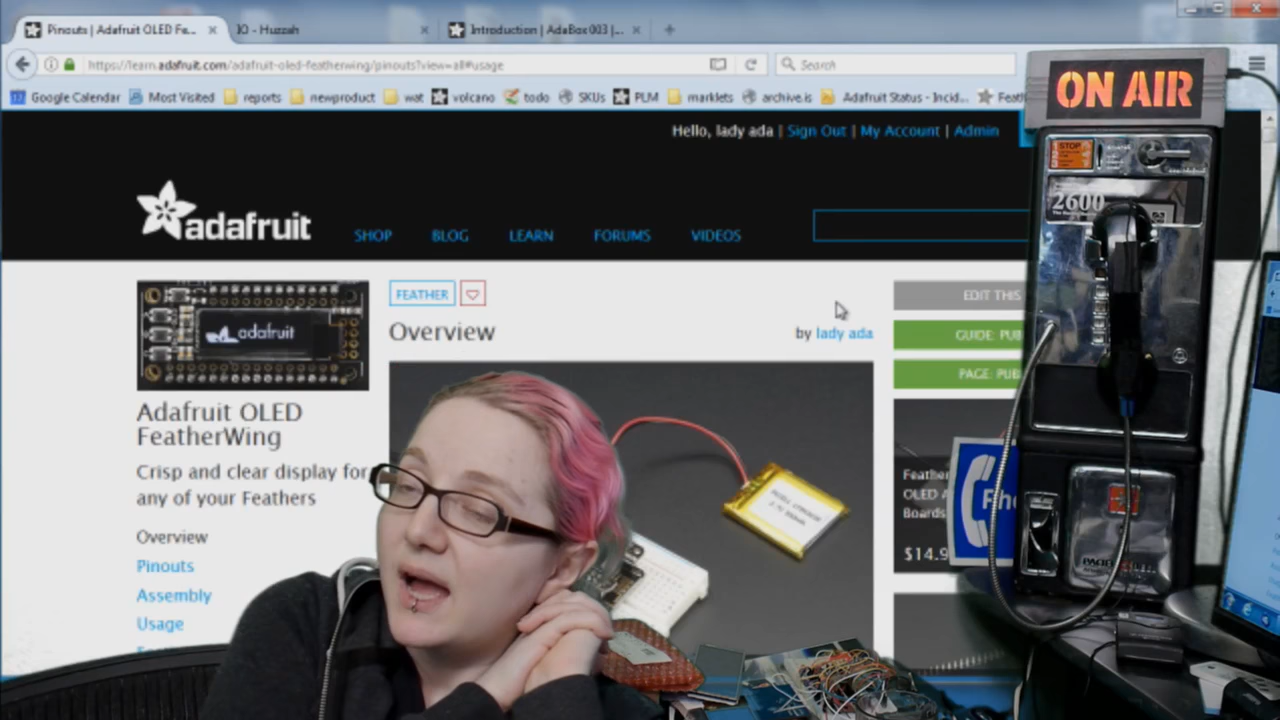 Pinouts | Adafruit OLED Fe...
IO - Huzzah
Introduction | AdaBox 003 |...
https://learn.adafruit.com/adafruit-oled-featherwing/pinouts?view=all#usage
Search
Google Calendar
Most Visited
reports
newproduct
wat
volcano
todo
SKUs
PLM
marklets
archive.is
Adafruit Status - Incid...
Feath
ON AIR
Hello, lady ada | Sign Out | My Account | Admin
STOP
2600
adafruit
SHOP
BLOG
LEARN
FORUMS
VIDEOS
adafruit
FEATHER
EDIT THIS
Overview
by lady ada
GUIDE: PUB
PAGE: PUB
Adafruit OLED
FeatherWing
Crisp and clear display for
any of your Feathers
Overview
Pinouts
Assembly
Usage
Feather
OLED A
Boards
$14.9